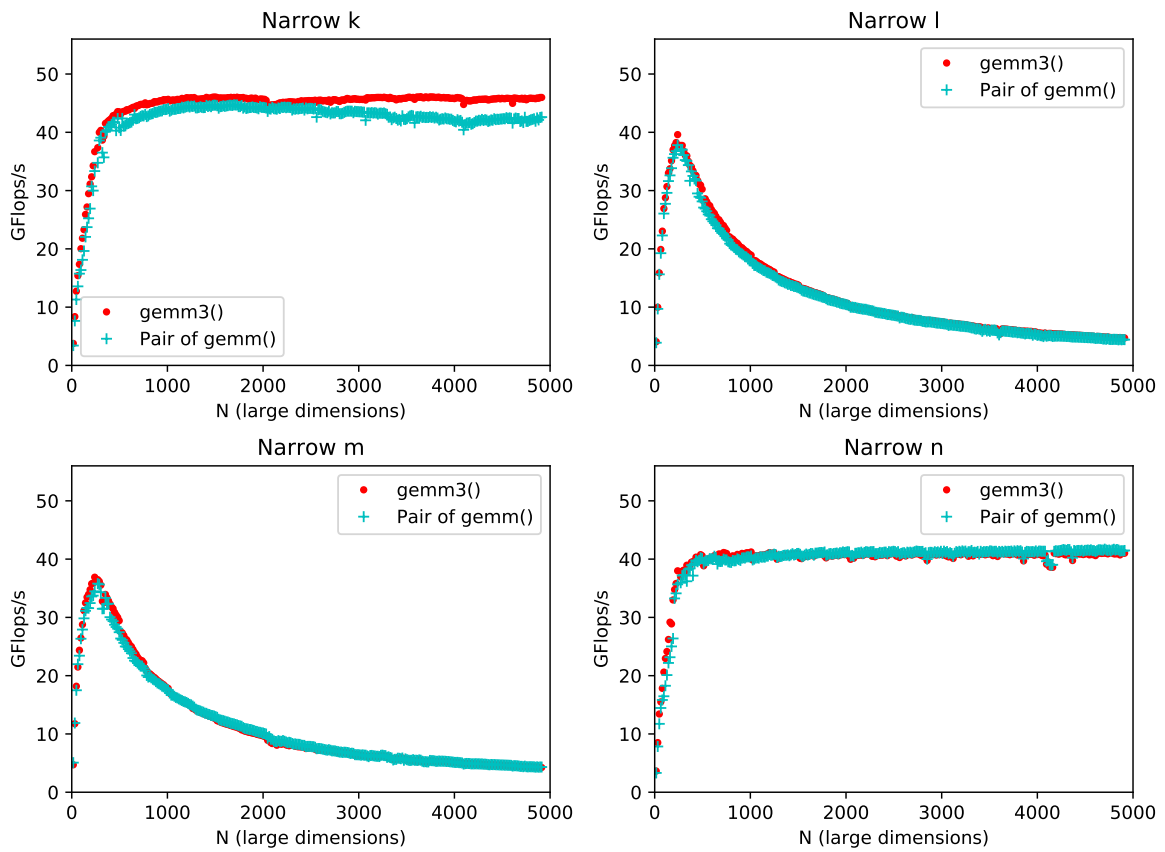 Narrow k
GFlops/s
50
40
30
20
10
0
gemm3()
Pair of gemm()
0 1000 2000 3000 4000 5000
N (large dimensions)
Narrow l
GFlops/s
50
40
30
20
10
0
gemm3()
Pair of gemm()
0 1000 2000 3000 4000 5000
N (large dimensions)
Narrow m
GFlops/s
50
40
30
20
10
0
gemm3()
Pair of gemm()
0 1000 2000 3000 4000 5000
N (large dimensions)
Narrow n
GFlops/s
50
40
30
20
10
0
gemm3()
Pair of gemm()
0 1000 2000 3000 4000 5000
N (large dimensions)